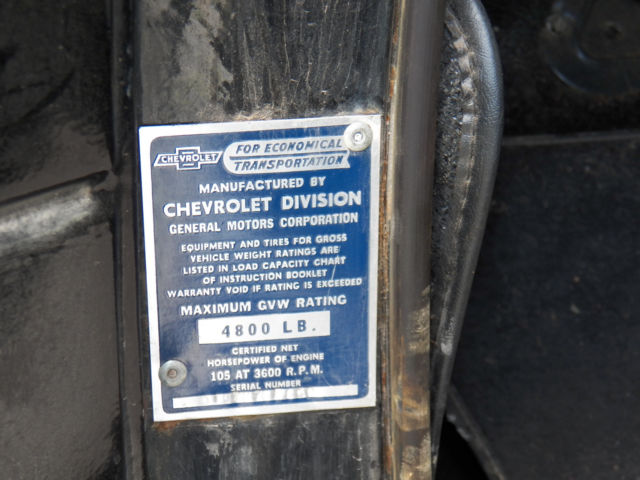 CHEVROLET
FOR ECONOMICAL
TRANSPORTATION
MANUFACTURED BY
CHEVROLET DIVISION
GENERAL MOTORS CORPORATION
EQUIPMENT AND TIRES FOR GROSS
VEHICLE WEIGHT RATINGS ARE
LISTED IN LOAD CAPACITY CHART
OF INSTRUCTION BOOKLET
WARRANTY VOID IF RATING IS EXCEEDED
MAXIMUM GVW RATING
4800 LB.
CERTIFIED NET
HORSEPOWER OF ENGINE
105 AT 3600 R.P.M.
SERIAL NUMBER